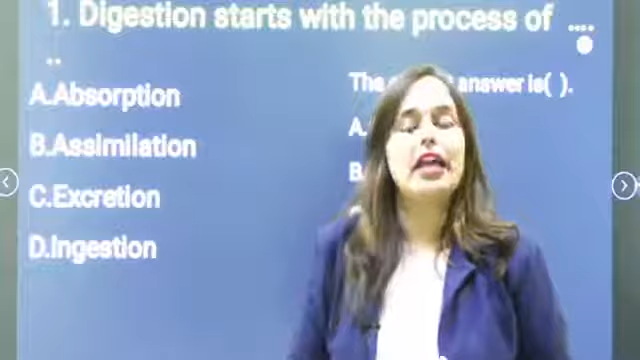 1. Digestion starts with the process of ....
..
A.Absorption
B.Assimilation
C.Excretion
D.Ingestion
The answer is( ).
A.
B